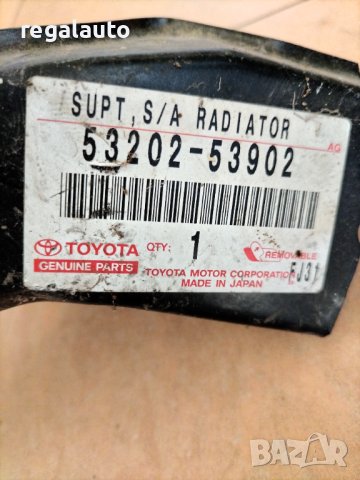 regalauto
SUPT, S/A RADIATOR
AG
53202-53902
TOYOTA
GENUINE PARTS
QTY: 1
REMOVABLE
TOYOTA MOTOR CORPORATION
MADE IN JAPAN
BAZAR